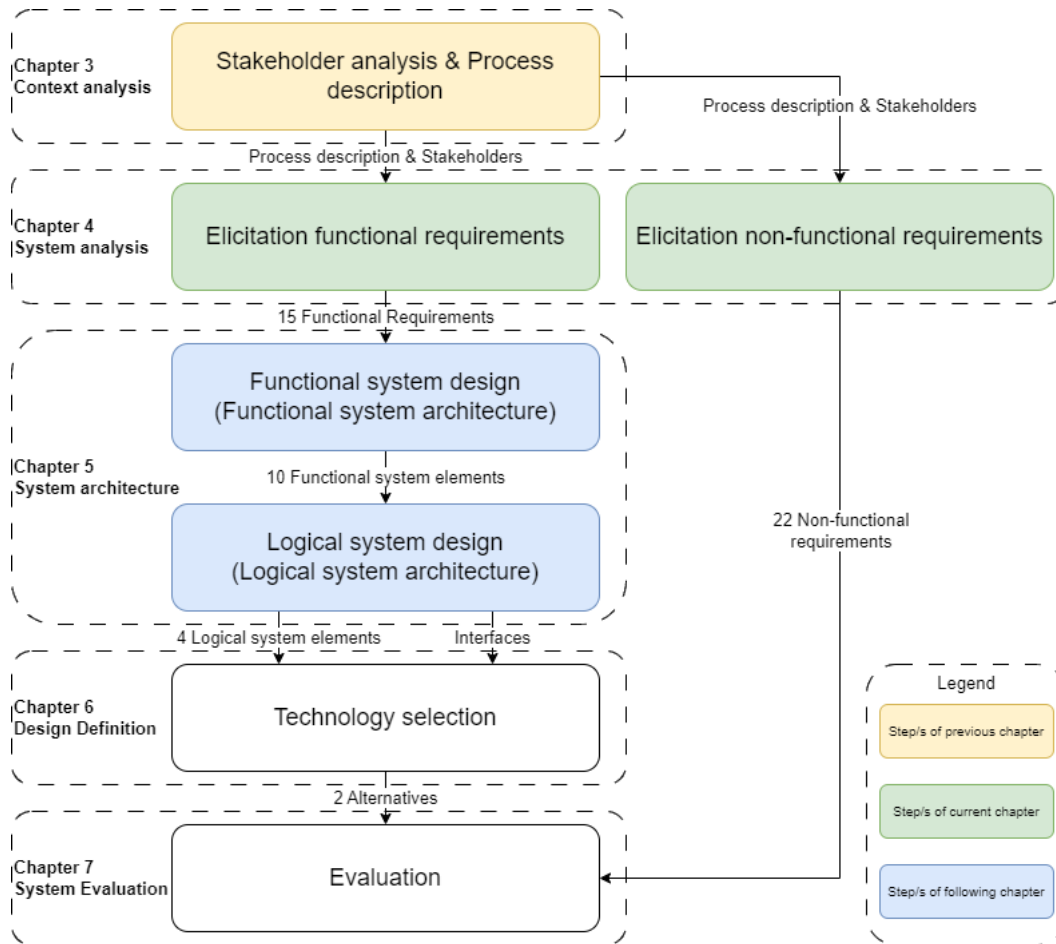 Chapter 3
Context analysis
Stakeholder analysis & Process
description
Process description & Stakeholders
Process description & Stakeholders
Chapter 4
System analysis
Elicitation functional requirements
Elicitation non-functional requirements
15 Functional Requirements
Chapter 5
System architecture
Functional system design
(Functional system architecture)
10 Functional system elements
Logical system design
(Logical system architecture)
22 Non-functional
requirements
4 Logical system elements
Interfaces
Chapter 6
Design Definition
Technology selection
2 Alternatives
Chapter 7
System Evaluation
Evaluation
Legend
Step/s of previous chapter
Step/s of current chapter
Step/s of following chapter